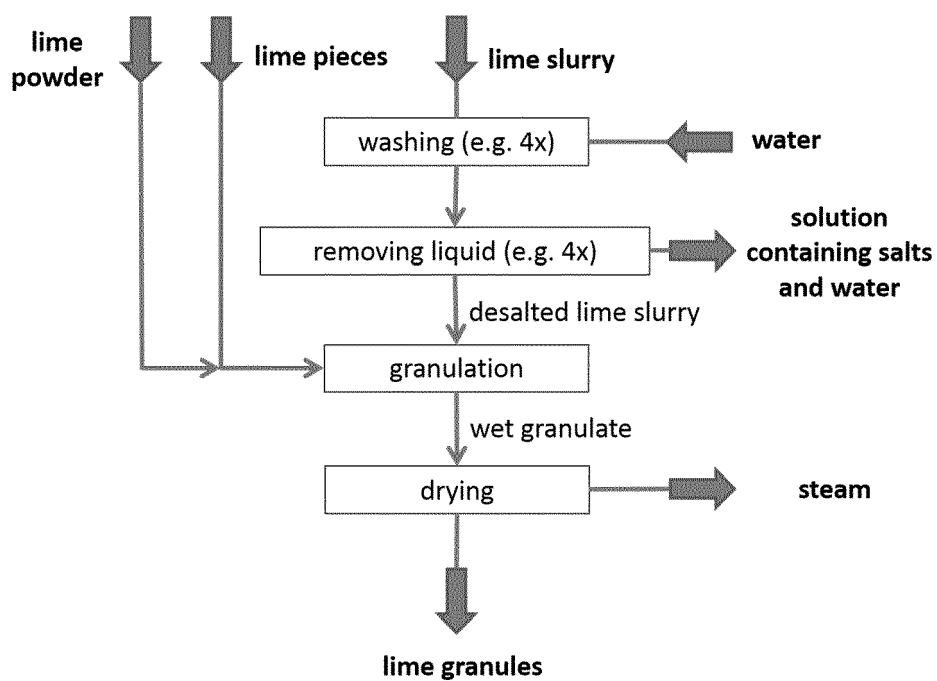 lime
powder
lime pieces
lime slurry
washing (e.g. 4x)
water
removing liquid (e.g. 4x)
solution
containing salts
and water
desalted lime slurry
granulation
wet granulate
drying
steam
lime granules